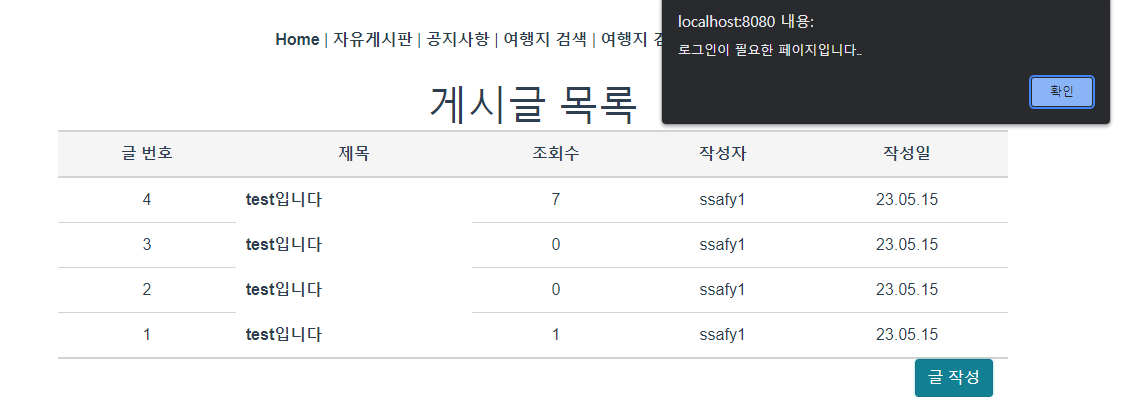 localhost:8080 내용:
로그인이 필요한 페이지입니다..
확인
Home | 자유게시판 | 공지사항 | 여행지 검색 | 여행지
게시글 목록
글 번호 제목 조회수 작성자 작성일
4 test입니다 7 ssafy1 23.05.15
3 test입니다 0 ssafy1 23.05.15
2 test입니다 0 ssafy1 23.05.15
1 test입니다 1 ssafy1 23.05.15
글 작성